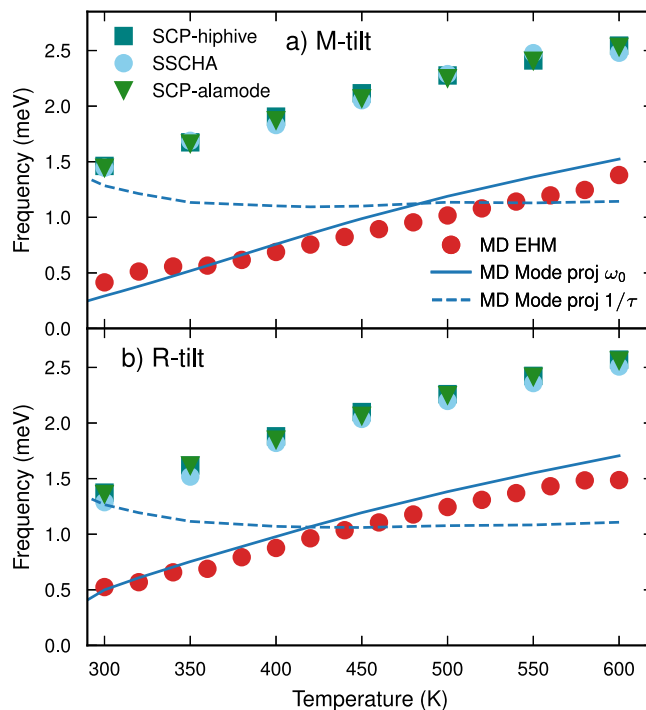 SCP-hiphive
SSCHA
SCP-alamode
a) M-tilt
2.5
2.0
1.5
1.0
0.5
0.0
Frequency (meV)
MD EHM
MD Mode proj ω₀
MD Mode proj 1/τ
b) R-tilt
2.5
2.0
1.5
1.0
0.5
0.0
Frequency (meV)
300 350 400 450 500 550 600
Temperature (K)